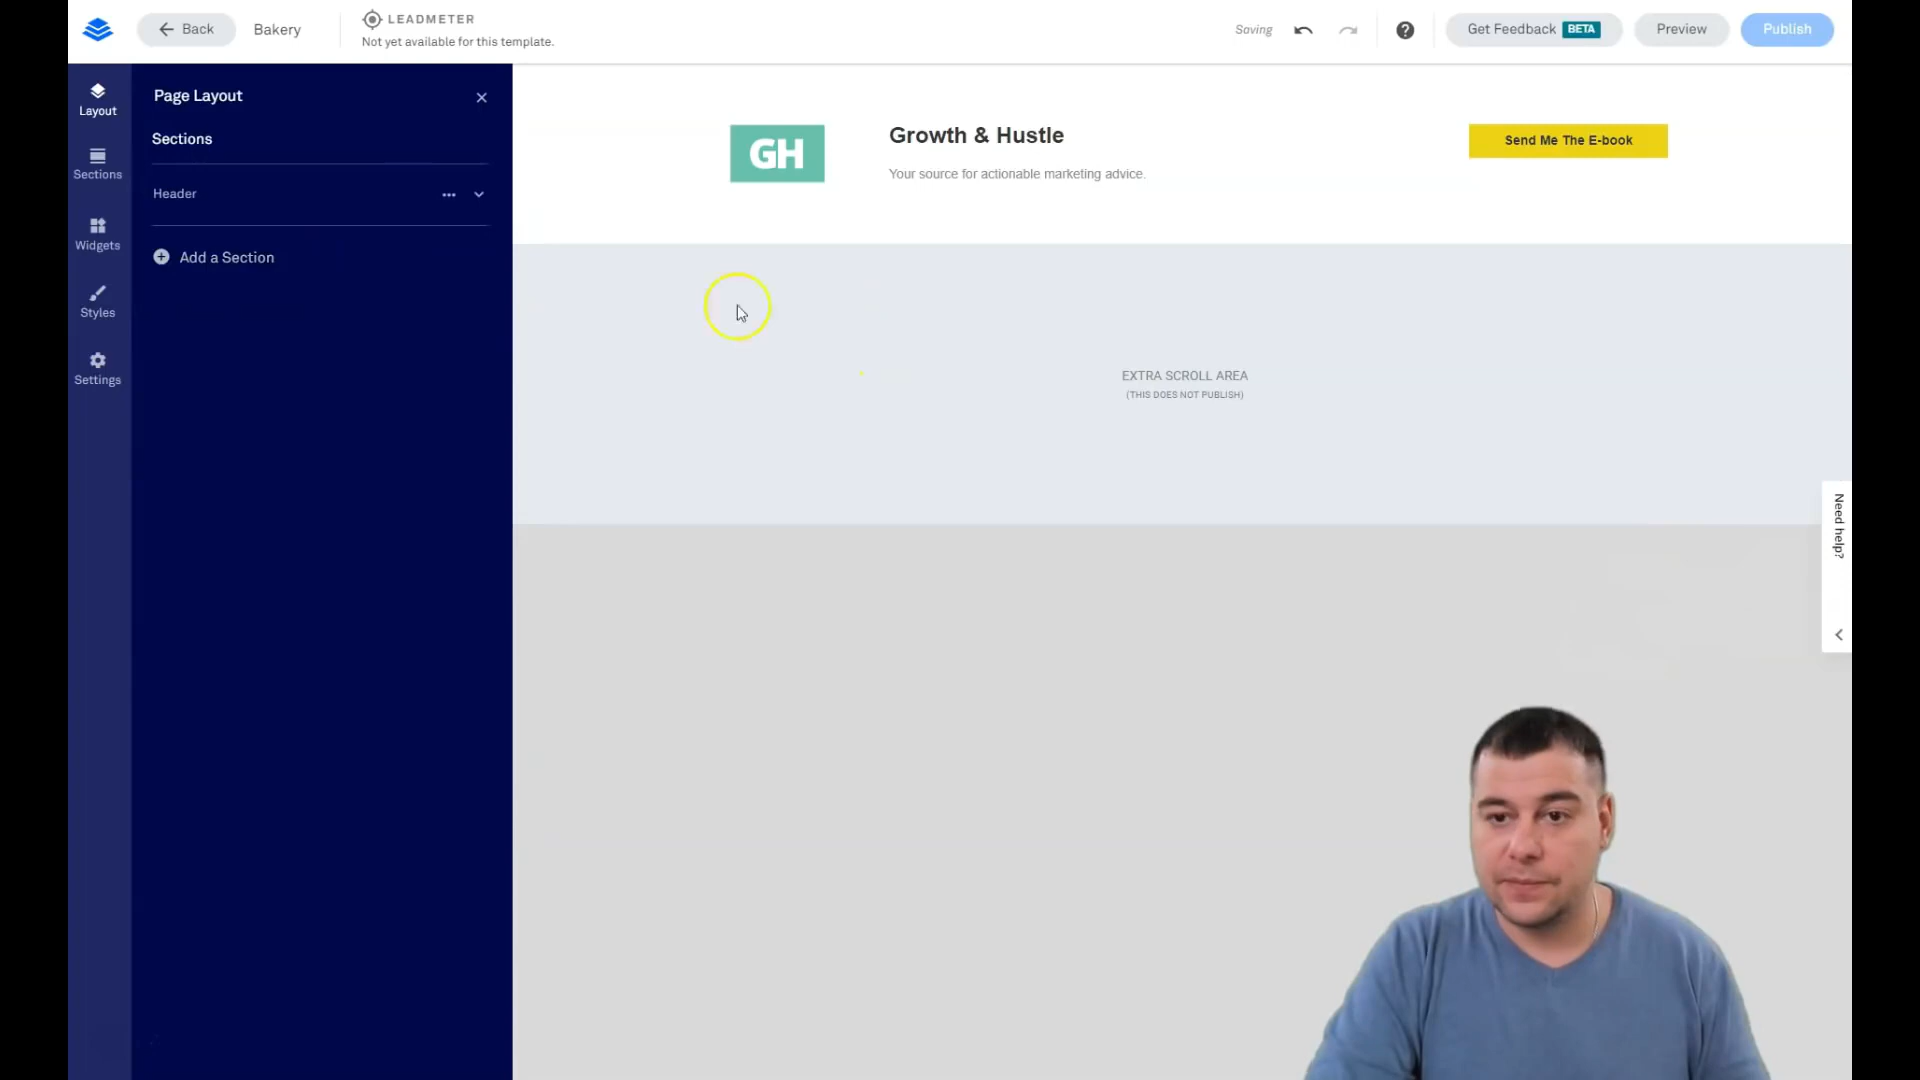 Back
Bakery
LEADMETER
Not yet available for this template.
Saving
Get Feedback BETA
Preview
Publish
Layout
Sections
Widgets
Styles
Settings
Page Layout
Sections
Header
Add a Section
GH
Growth & Hustle
Your source for actionable marketing advice.
Send Me The E-book
EXTRA SCROLL AREA
(THIS DOES NOT PUBLISH)
Need help?